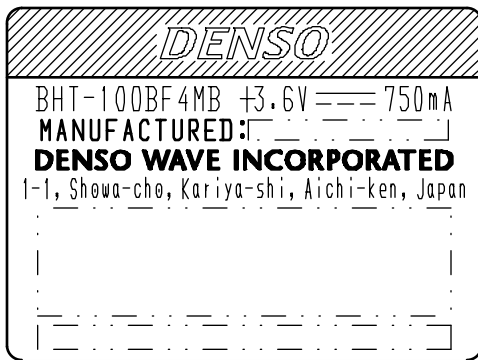 DENSO
BHT-100BF4MB +3.6V ⎓ 750mA
MANUFACTURED:
DENSO WAVE INCORPORATED
1-1, Showa-cho, Kariya-shi, Aichi-ken, Japan